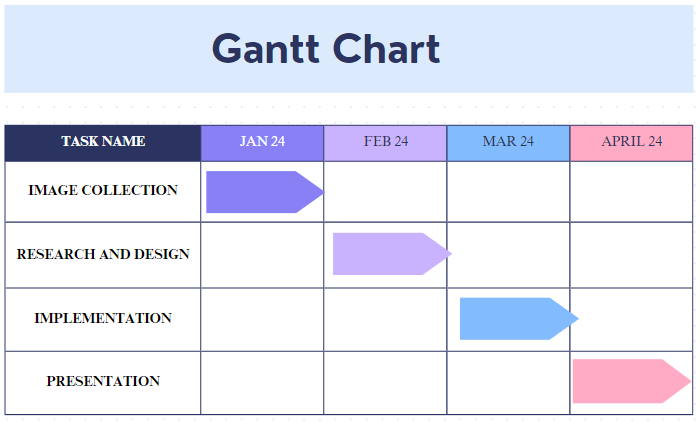 Gantt Chart
TASK NAME JAN 24 FEB 24 MAR 24 APRIL 24
IMAGE COLLECTION
RESEARCH AND DESIGN
IMPLEMENTATION
PRESENTATION